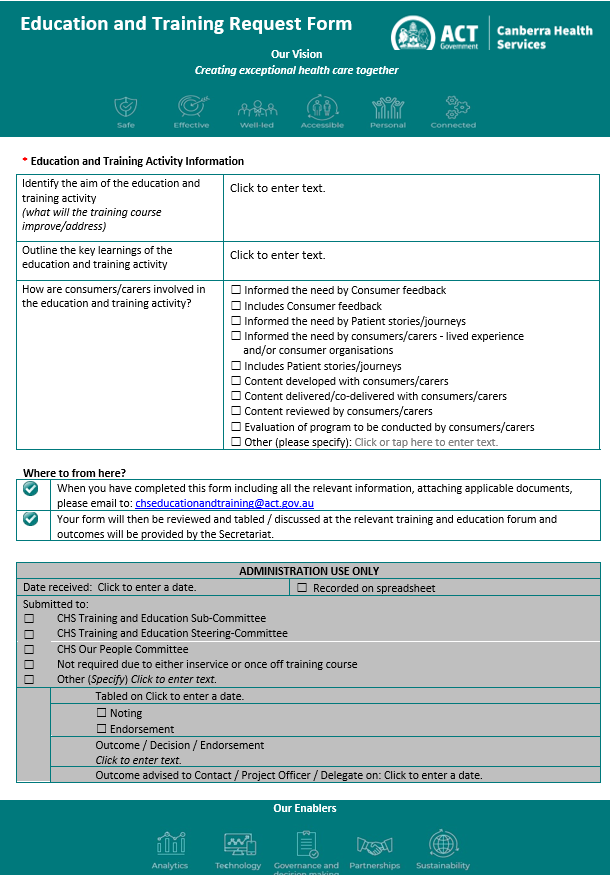 Education and Training Request Form
ACT
Government
Canberra Health
Services
Our Vision
Creating exceptional health care together
Safe
Effective
Well-led
Accessible
Personal
Connected
* Education and Training Activity Information
Identify the aim of the education and
training activity
(what will the training course
improve/address)
Click to enter text.
Outline the key learnings of the
education and training activity
Click to enter text.
How are consumers/carers involved in
the education and training activity?
☐ Informed the need by Consumer feedback
☐ Includes Consumer feedback
☐ Informed the need by Patient stories/journeys
☐ Informed the need by consumers/carers - lived experience
and/or consumer organisations
☐ Includes Patient stories/journeys
☐ Content developed with consumers/carers
☐ Content delivered/co-delivered with consumers/carers
☐ Content reviewed by consumers/carers
☐ Evaluation of program to be conducted by consumers/carers
☐ Other (please specify): Click or tap here to enter text.
Where to from here?
When you have completed this form including all the relevant information, attaching applicable documents,
please email to: chseducationandtraining@act.gov.au
Your form will then be reviewed and tabled / discussed at the relevant training and education forum and
outcomes will be provided by the Secretariat.
ADMINISTRATION USE ONLY
Date received: Click to enter a date.
☐ Recorded on spreadsheet
Submitted to:
☐ CHS Training and Education Sub-Committee
☐ CHS Training and Education Steering-Committee
☐ CHS Our People Committee
☐ Not required due to either inservice or once off training course
☐ Other (Specify) Click to enter text.
Tabled on Click to enter a date.
☐ Noting
☐ Endorsement
Outcome / Decision / Endorsement
Click to enter text.
Outcome advised to Contact / Project Officer / Delegate on: Click to enter a date.
Our Enablers
Analytics
Technology
Governance and
decision making
Partnerships
Sustainability